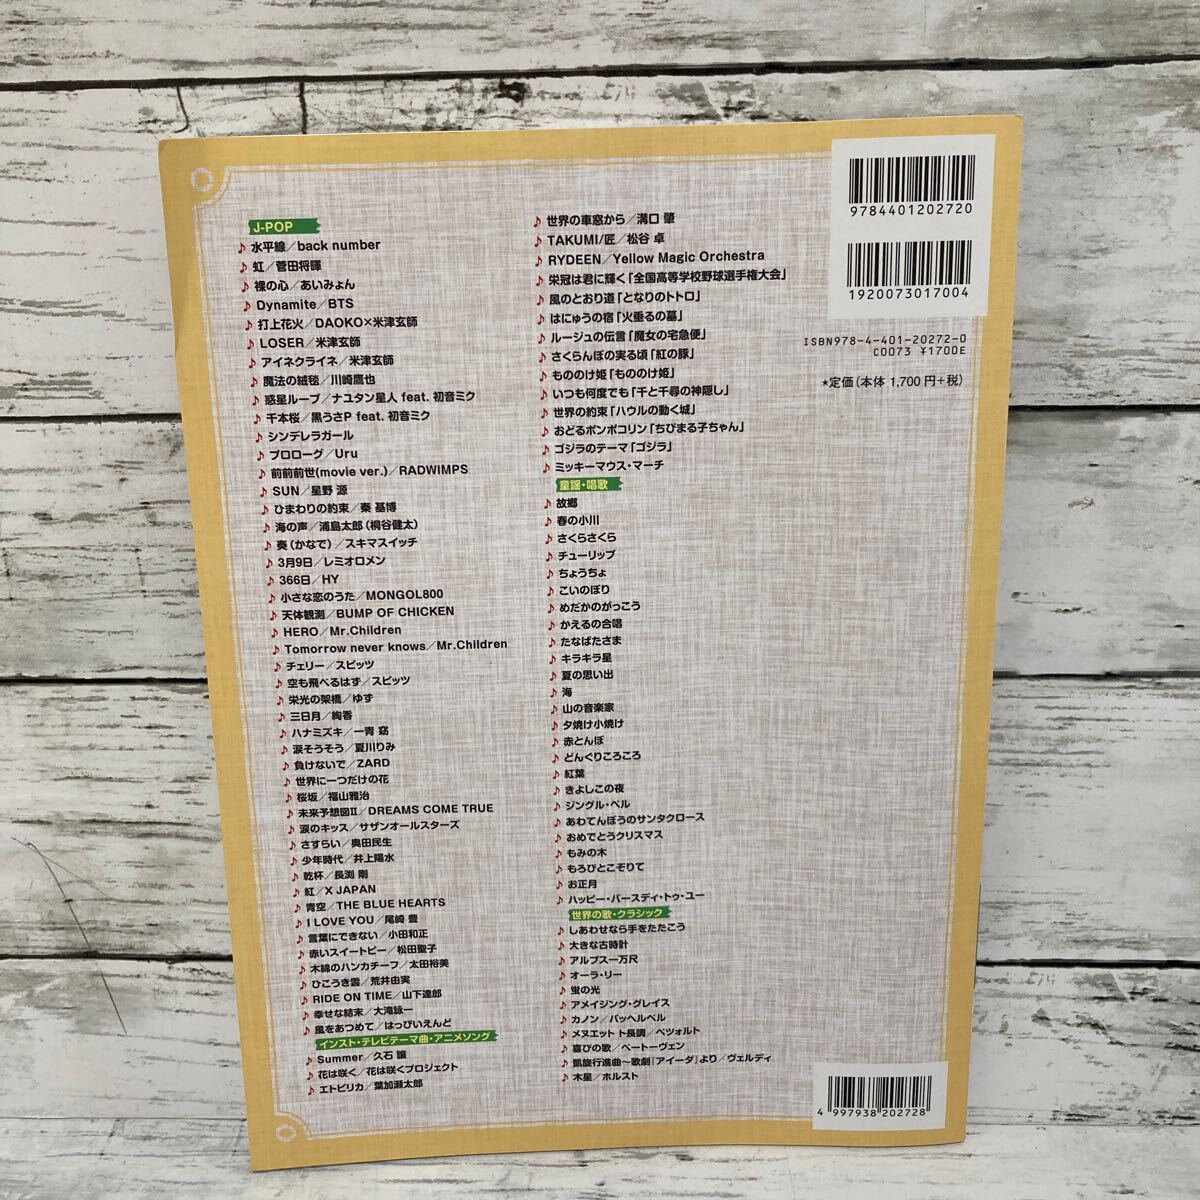 J-POP
水平線／back number
虹／菅田将暉
裸の心／あいみょん
Dynamite／BTS
打上花火／DAOKO×米津玄師
LOSER／米津玄師
アイネクライネ／米津玄師
魔法の絨毯／川崎鷹也
惑星ループ／ナユタン星人 feat. 初音ミク
千本桜／黒うさP feat. 初音ミク
シンデレラガール
プロローグ／Uru
前前前世(movie ver.)／RADWIMPS
SUN／星野 源
ひまわりの約束／秦 基博
海の声／浦島太郎（桐谷健太）
奏（かなで）／スキマスイッチ
3月9日／レミオロメン
366日／HY
小さな恋のうた／MONGOL800
天体観測／BUMP OF CHICKEN
HERO／Mr.Children
Tomorrow never knows／Mr.Children
チェリー／スピッツ
空も飛べるはず／スピッツ
栄光の架橋／ゆず
三日月／絢香
ハナミズキ／一青 窈
涙そうそう／夏川りみ
負けないで／ZARD
世界に一つだけの花
桜坂／福山雅治
未来予想図II／DREAMS COME TRUE
涙のキッス／サザンオールスターズ
さすらい／奥田民生
少年時代／井上陽水
乾杯／長渕 剛
紅／X JAPAN
青空／THE BLUE HEARTS
I LOVE YOU／尾崎 豊
言葉にできない／小田和正
赤いスイートピー／松田聖子
木綿のハンカチーフ／太田裕美
ひこうき雲／荒井由実
RIDE ON TIME／山下達郎
幸せな結末／大滝詠一
風をあつめて／はっぴいえんど
インスト・テレビテーマ曲・アニメソング
Summer／久石 譲
花は咲く／花は咲くプロジェクト
エトピリカ／葉加瀬太郎
世界の車窓から／溝口 肇
TAKUMI/匠／松谷 卓
RYDEEN／Yellow Magic Orchestra
栄冠は君に輝く「全国高等学校野球選手権大会」
風のとおり道「となりのトトロ」
はにゅうの宿「火垂るの墓」
ルージュの伝言「魔女の宅急便」
さくらんぼの実る頃「紅の豚」
もののけ姫「もののけ姫」
いつも何度でも「千と千尋の神隠し」
世界の約束「ハウルの動く城」
おどるポンポコリン「ちびまる子ちゃん」
ゴジラのテーマ「ゴジラ」
ミッキーマウス・マーチ
童謡・唱歌
故郷
春の小川
さくらさくら
チューリップ
ちょうちょ
こいのぼり
めだかのがっこう
かえるの合唱
たなばたさま
キラキラ星
夏の思い出
海
山の音楽家
夕焼け小焼け
赤とんぼ
どんぐりころころ
紅葉
きよしこの夜
ジングル・ベル
あわてんぼうのサンタクロース
おめでとうクリスマス
もみの木
もろびとこぞりて
お正月
ハッピー・バースディ・トゥ・ユー
世界の歌・クラシック
しあわせなら手をたたこう
大きな古時計
アルプス一万尺
オーラ・リー
蛍の光
アメイジング・グレイス
カノン／パッヘルベル
メヌエット ト長調／ペツォルト
喜びの歌／ベートーヴェン
凱旋行進曲〜歌劇『アイーダ』より／ヴェルディ
木星／ホルスト
9784401202720
1920073017004
ISBN978-4-401-20272-0
C0073 ¥1700E
★定価（本体 1,700 円+税）
4997938202728